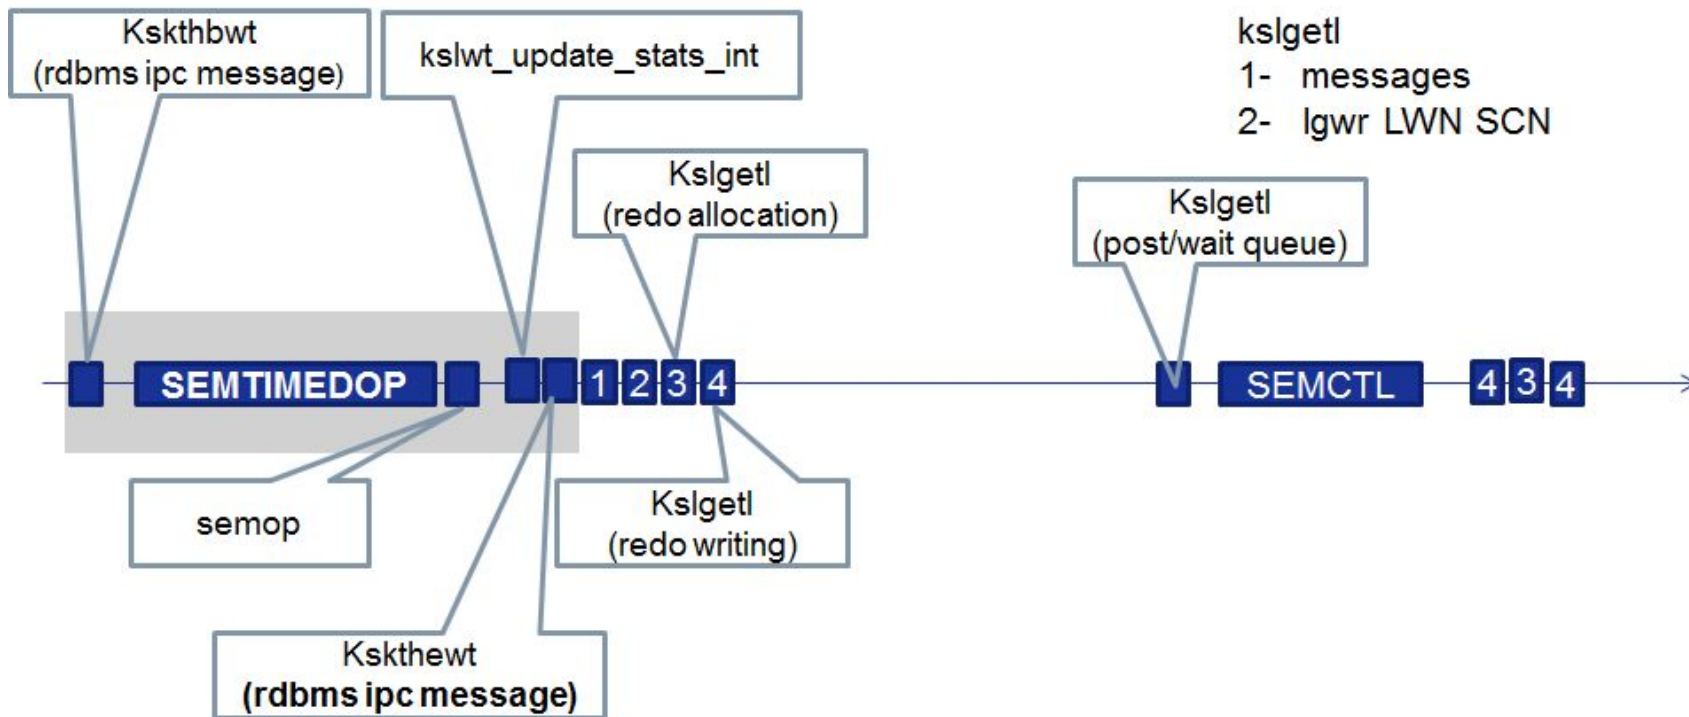 Kskthbwt
(rdbms ipc message)
kslwt_update_stats_int
kslgetl
1- messages
2- lgwr LWN SCN
Kslgetl
(redo allocation)
Kslgetl
(post/wait queue)
SEMTIMEDOP
1
2
3
4
SEMCTL
4
3
4
semop
Kslgetl
(redo writing)
Kskthewt
(rdbms ipc message)